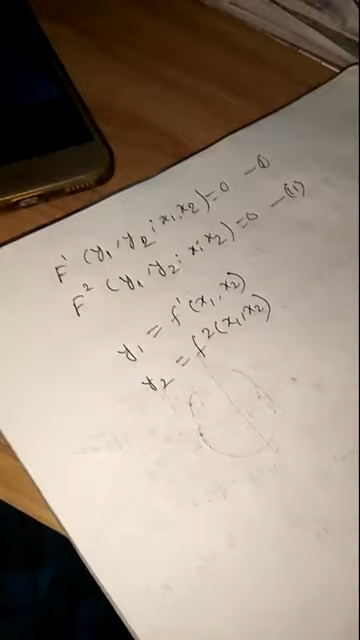 F¹ (y₁, y₂; x₁, x₂) = 0 — (i)
F² (y₁, y₂; x₁, x₂) = 0 — (ii)
y₁ = f¹ (x₁, x₂)
y₂ = f² (x₁, x₂)